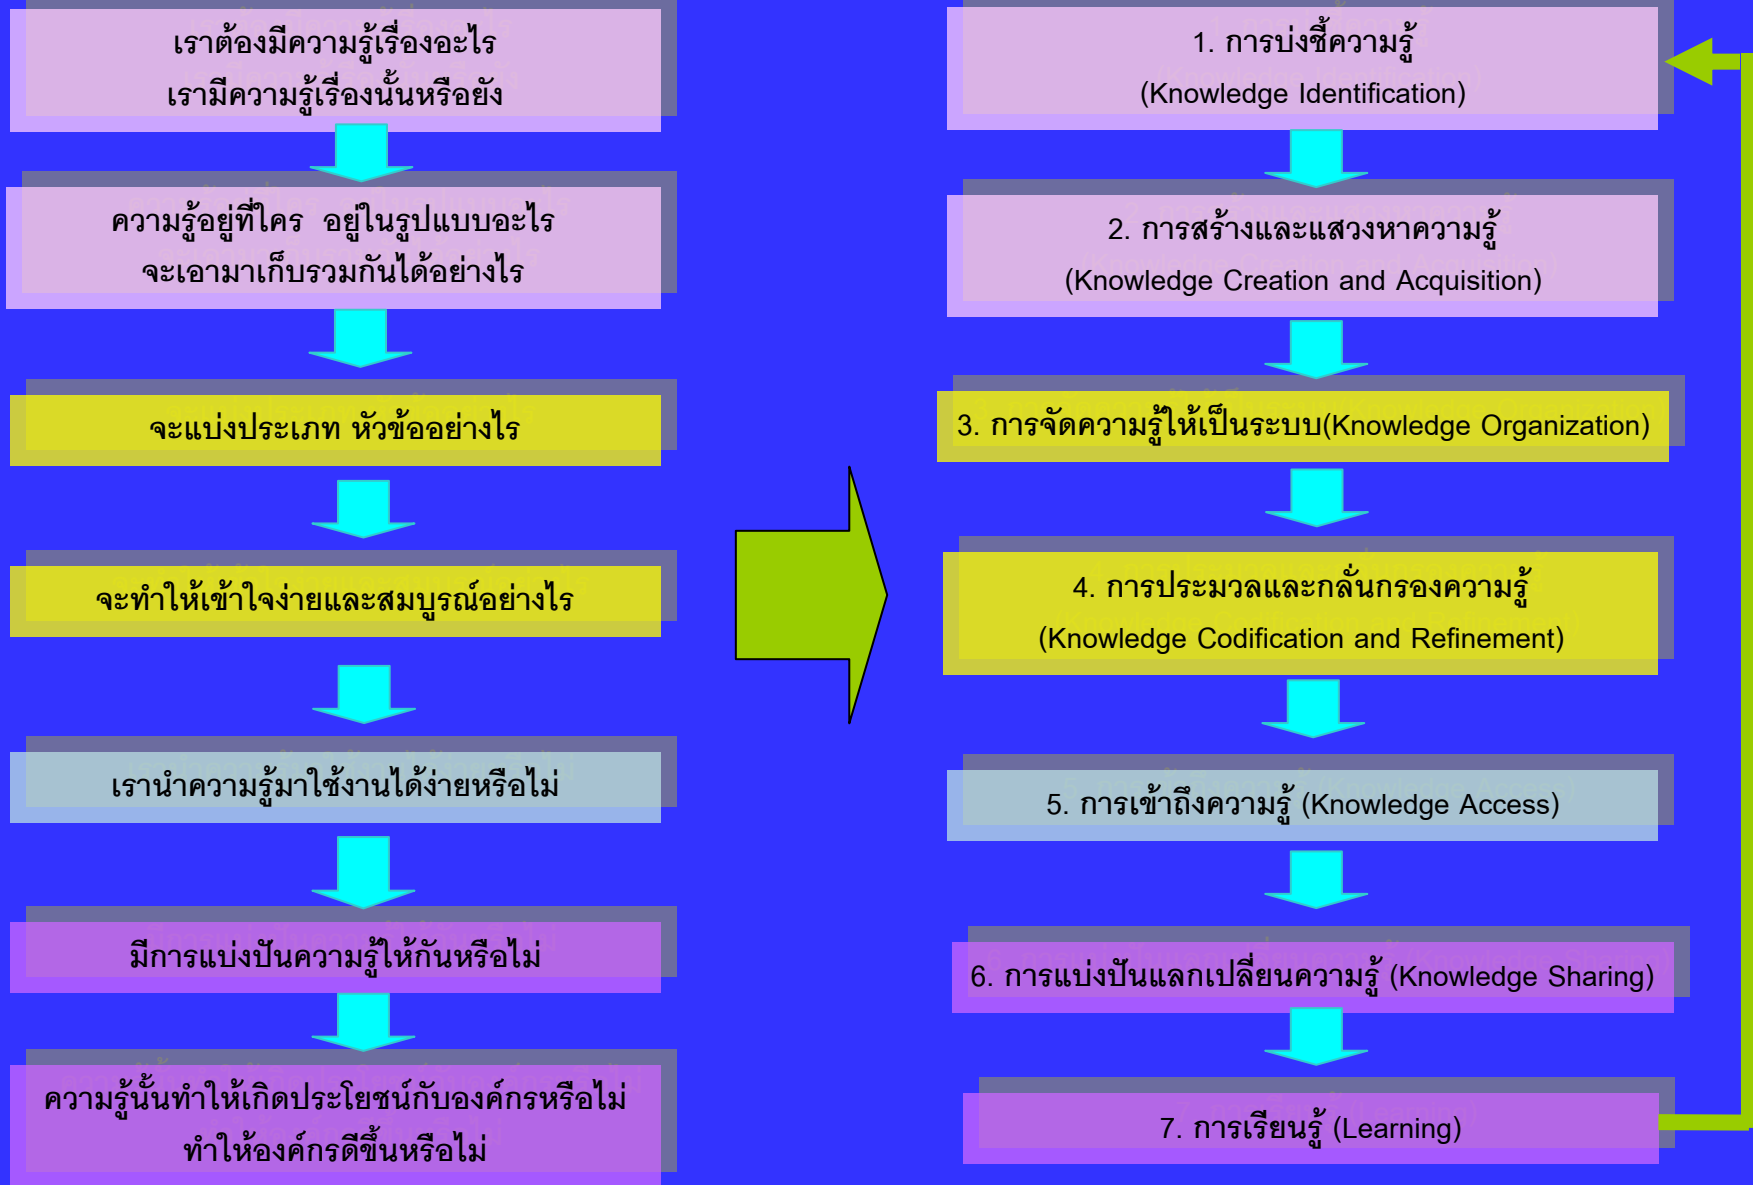 เราต้องมีความรู้เรื่องอะไร
เรามีความรู้เรื่องนั้นหรือยัง
ความรู้อยู่ที่ใคร อยู่ในรูปแบบอะไร
จะเอามาเก็บรวมกันได้อย่างไร
จะแบ่งประเภท หัวข้ออย่างไร
จะทำให้เข้าใจง่ายและสมบูรณ์อย่างไร
เรานำความรู้มาใช้งานได้ง่ายหรือไม่
มีการแบ่งปันความรู้ให้กันหรือไม่
ความรู้นั้นทำให้เกิดประโยชน์กับองค์กรหรือไม่
ทำให้องค์กรดีขึ้นหรือไม่
1. การบ่งชี้ความรู้
(Knowledge Identification)
2. การสร้างและแสวงหาความรู้
(Knowledge Creation and Acquisition)
3. การจัดความรู้ให้เป็นระบบ(Knowledge Organization)
4. การประมวลและกลั่นกรองความรู้
(Knowledge Codification and Refinement)
5. การเข้าถึงความรู้ (Knowledge Access)
6. การแบ่งปันแลกเปลี่ยนความรู้ (Knowledge Sharing)
7. การเรียนรู้ (Learning)